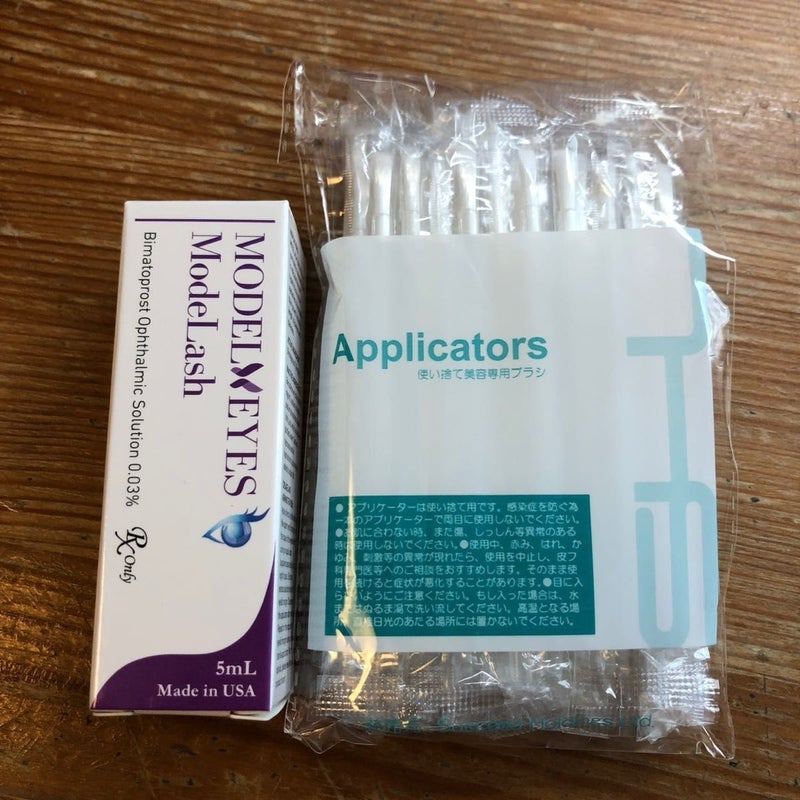 MODEL EYES
ModeLash
Bimatoprost Ophthalmic Solution 0.03%
Rx Only
5mL
Made in USA
Applicators
使い捨て美容専用ブラシ
●アプリケーターは使い捨て用です。感染症を防ぐ為
一本のアプリケーターで両目に使用しないでください。
●お肌に合わない時、また傷、しっしん等異常のある
時は使用しないでください。●使用中、赤み、はれ、か
ゆみ、刺激等の異常が現れたら、使用を中止し、皮フ
科専門医等へのご相談をおすすめします。そのまま使
用を続けると症状が悪化することがあります。●目に入
らないようにご注意ください。もし入った場合は、水
またはぬるま湯で洗い流してください。高温となる場
所、直射日光のあたる場所には置かないでください。
Ltd